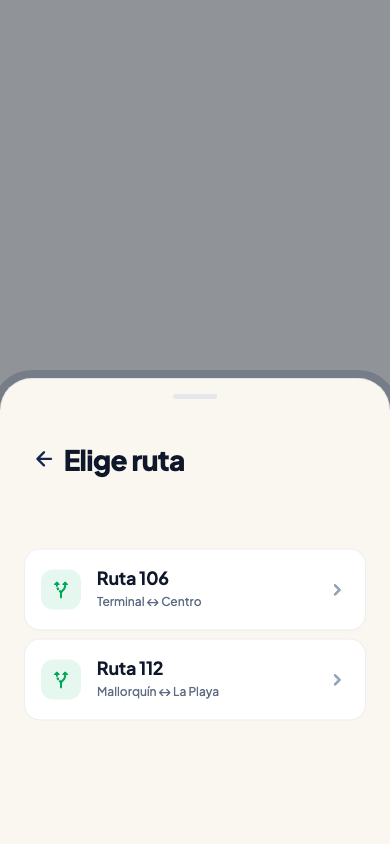 Elige ruta
Ruta 106
Terminal ↔ Centro
Ruta 112
Mallorquín ↔ La Playa